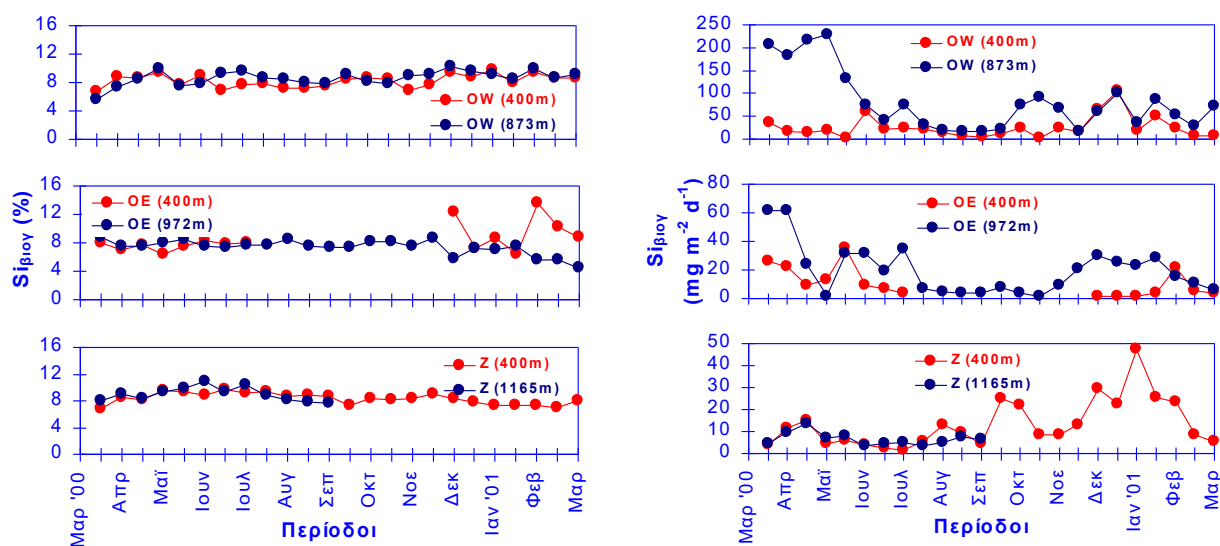 16
12
8
4
0
OW (400m)
OW (873m)
16
12
8
4
0
OE (400m)
OE (972m)
Si βιογ (%)
16
12
8
4
0
Z (400m)
Z (1165m)
Μαρ '00
Απρ
Μαϊ
Ιουν
Ιουλ
Αυγ
Σεπ
Οκτ
Νοε
Δεκ
Ιαν '01
Φεβ
Μαρ
Περίοδοι
250
200
150
100
50
0
OW (400m)
OW (873m)
80
60
40
20
0
OE (400m)
OE (972m)
Si βιογ
(mg m-2 d-1)
50
40
30
20
10
0
Z (400m)
Z (1165m)
Μαρ '00
Απρ
Μαϊ
Ιουν
Ιουλ
Αυγ
Σεπ
Οκτ
Νοε
Δεκ
Ιαν '01
Φεβ
Μαρ
Περίοδοι